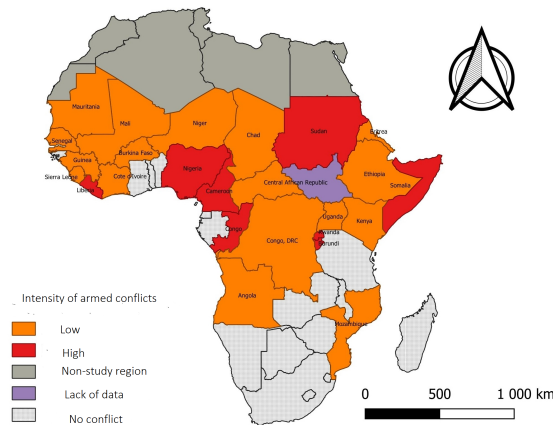 Mauritania
Mali
Niger
Chad
Sudan
Eritrea
Senegal
Burkina Faso
Guinea
Nigeria
Ethiopia
Sierra Leone
Cote d'Ivoire
Central African Republic
Somalia
Liberia
Cameroun
Uganda
Kenya
Congo
Congo, DRC
Rwanda
Burundi
Angola
Mozambique
Intensity of armed conflicts
Low
High
Non-study region
Lack of data
No conflict
0 500 1 000 km